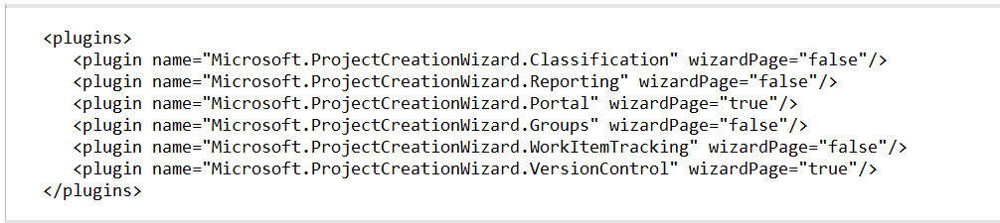 <plugins>
<plugin name="Microsoft.ProjectCreationWizard.Classification" wizardPage="false"/>
<plugin name="Microsoft.ProjectCreationWizard.Reporting" wizardPage="false"/>
<plugin name="Microsoft.ProjectCreationWizard.Portal" wizardPage="true"/>
<plugin name="Microsoft.ProjectCreationWizard.Groups" wizardPage="false"/>
<plugin name="Microsoft.ProjectCreationWizard.WorkItemTracking" wizardPage="false"/>
<plugin name="Microsoft.ProjectCreationWizard.VersionControl" wizardPage="true"/>
</plugins>